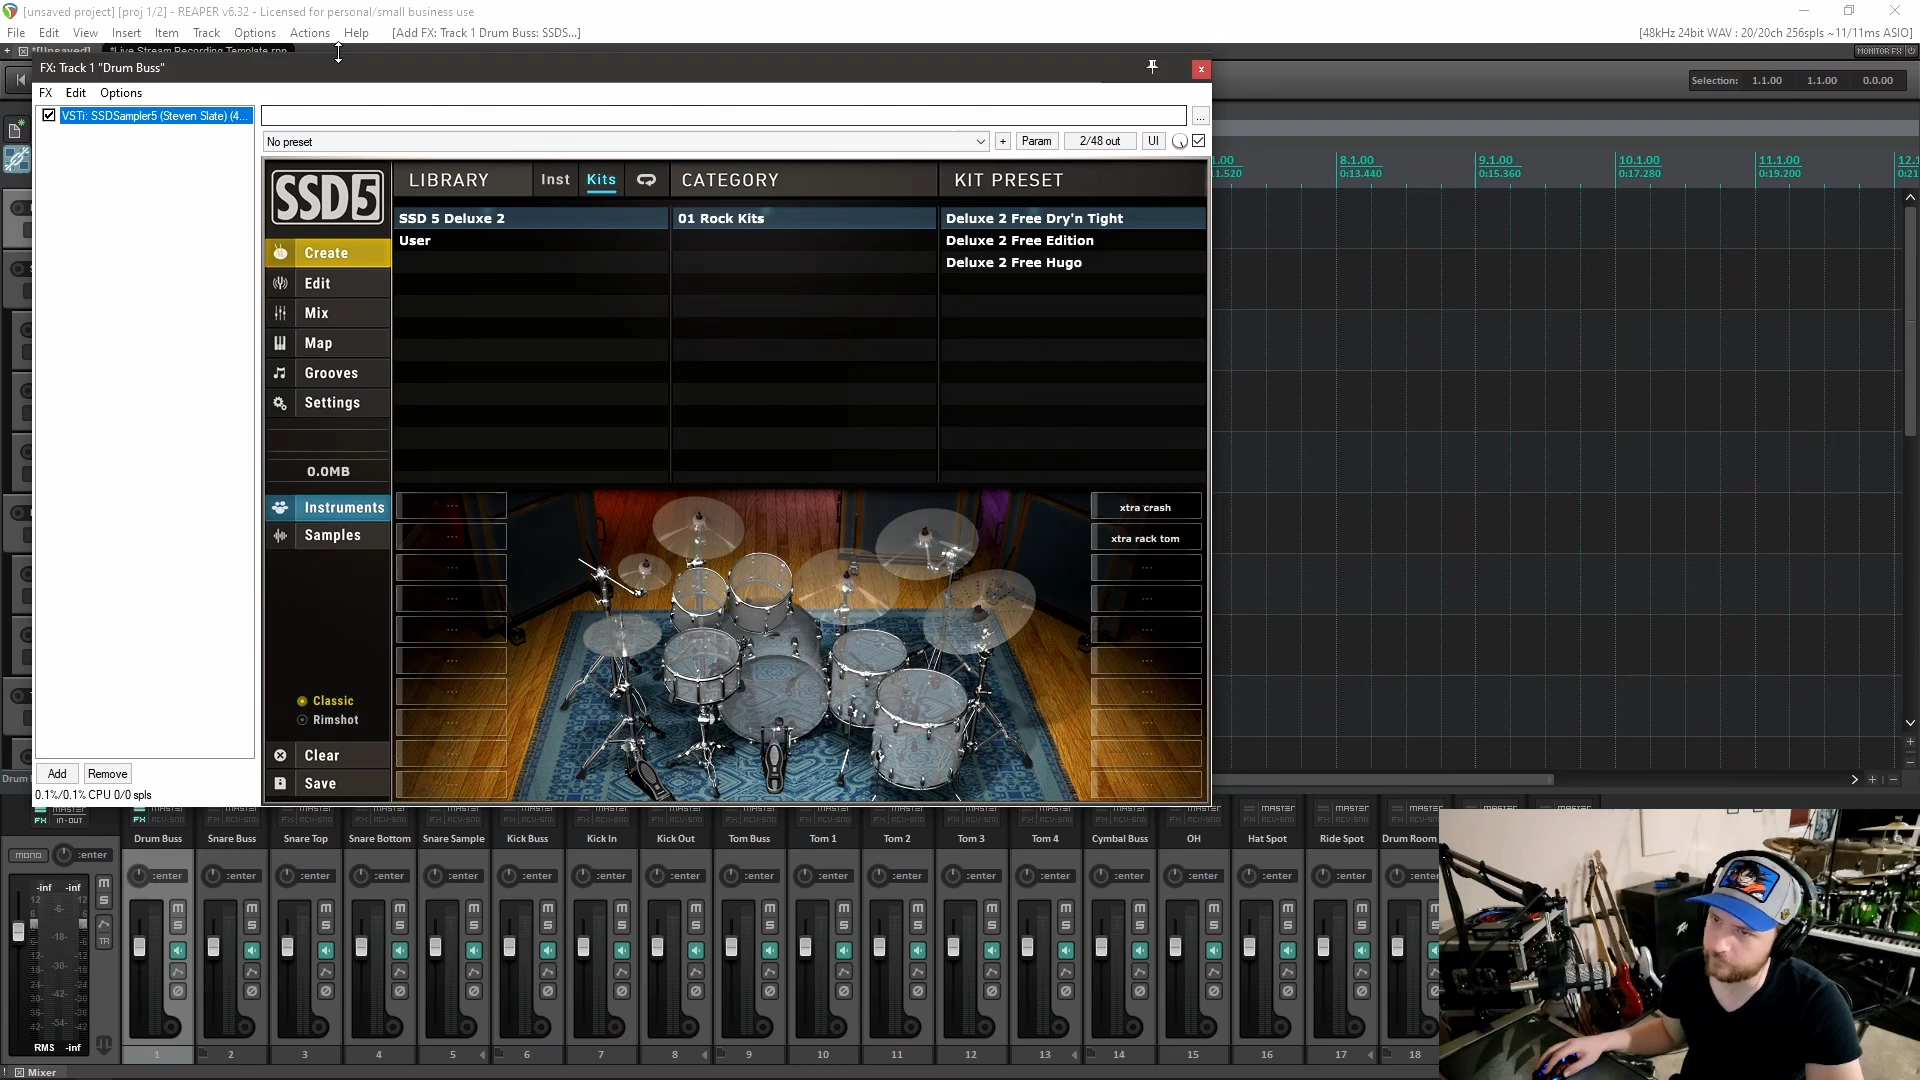 [unsaved project] [proj 1/2] - REAPER v6.32 - Licensed for personal/small business use
File Edit View Insert Item Track Options Actions Help [Add FX: Track 1 Drum Buss: SSDS...]
[48kHz 24bit WAV : 20/20ch 256spls ~11/11ms ASIO]
*[Unsaved] *Live Stream Recording Template.rpp
MONITOR FX
FX: Track 1 "Drum Buss"
Selection: 1.1.00 1.1.00 0.0.00
FX Edit Options
VSTi: SSDSampler5 (Steven Slate) (4...
...
No preset
+ Param 2/48 out UI
SSD5
LIBRARY Inst Kits CATEGORY KIT PRESET
8.1.00 9.1.00 10.1.00 11.1.00
0:13.440 0:15.360 0:17.280 0:19.200
SSD 5 Deluxe 2 01 Rock Kits Deluxe 2 Free Dry'n Tight
User Deluxe 2 Free Edition
Deluxe 2 Free Hugo
Create
Edit
Mix
Map
Grooves
Settings
0.0MB
Instruments
Samples
xtra crash
xtra rack tom
Classic
Rimshot
Clear
Save
Add Remove
0.1%/0.1% CPU 0/0 spls
Drum Buss Snare Buss Snare Top Snare Bottom Snare Sample Kick Buss Kick In Kick Out Tom Buss Tom 1 Tom 2 Tom 3 Tom 4 Cymbal Buss OH Hat Spot Ride Spot Drum Room
mono center
-inf -inf
RMS -inf
1 2 3 4 5 6 7 8 9 10 11 12 13 14 15 16 17 18
Mixer